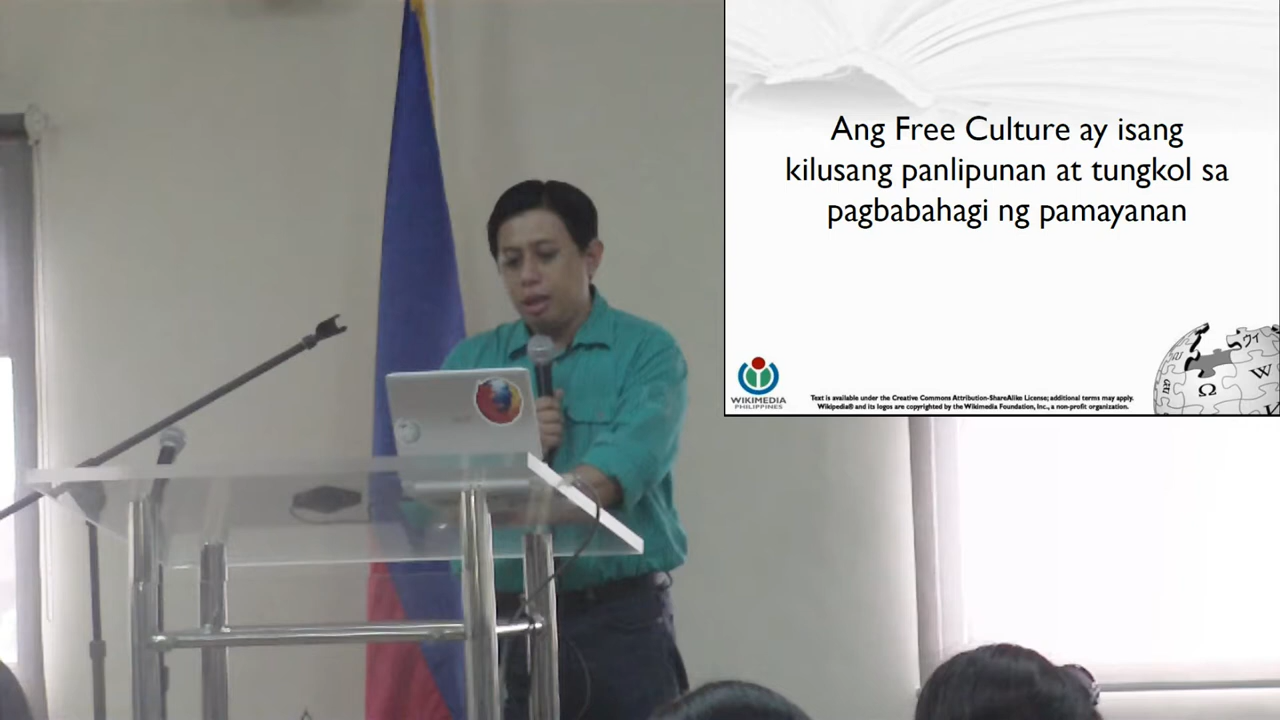 Ang Free Culture ay isang
kilusang panlipunan at tungkol sa
pagbabahagi ng pamayanan
WIKIMEDIA
PHILIPPINES
Text is available under the Creative Commons Attribution-ShareAlike License; additional terms may apply.
Wikipedia® and its logos are copyrighted by the Wikimedia Foundation, Inc., a non-profit organization.
Ω
W